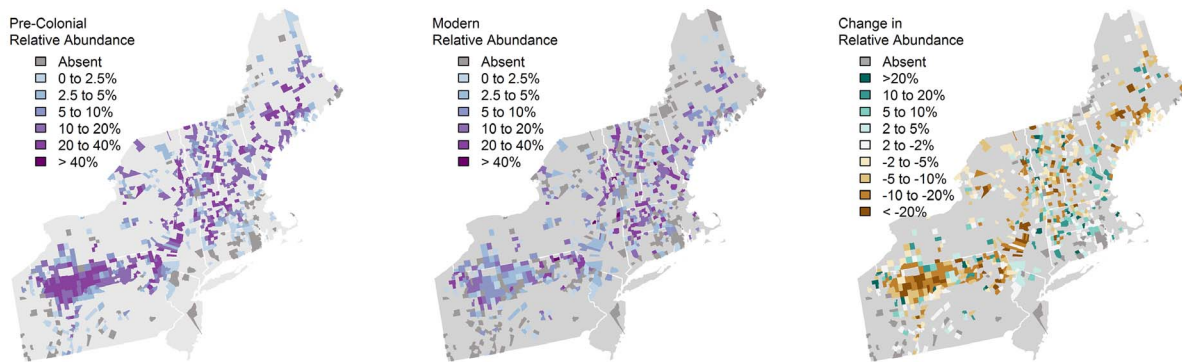 Pre-Colonial
Relative Abundance
Absent
0 to 2.5%
2.5 to 5%
5 to 10%
10 to 20%
20 to 40%
> 40%
Modern
Relative Abundance
Absent
0 to 2.5%
2.5 to 5%
5 to 10%
10 to 20%
20 to 40%
> 40%
Change in
Relative Abundance
Absent
>20%
10 to 20%
5 to 10%
2 to 5%
2 to -2%
-2 to -5%
-5 to -10%
-10 to -20%
< -20%